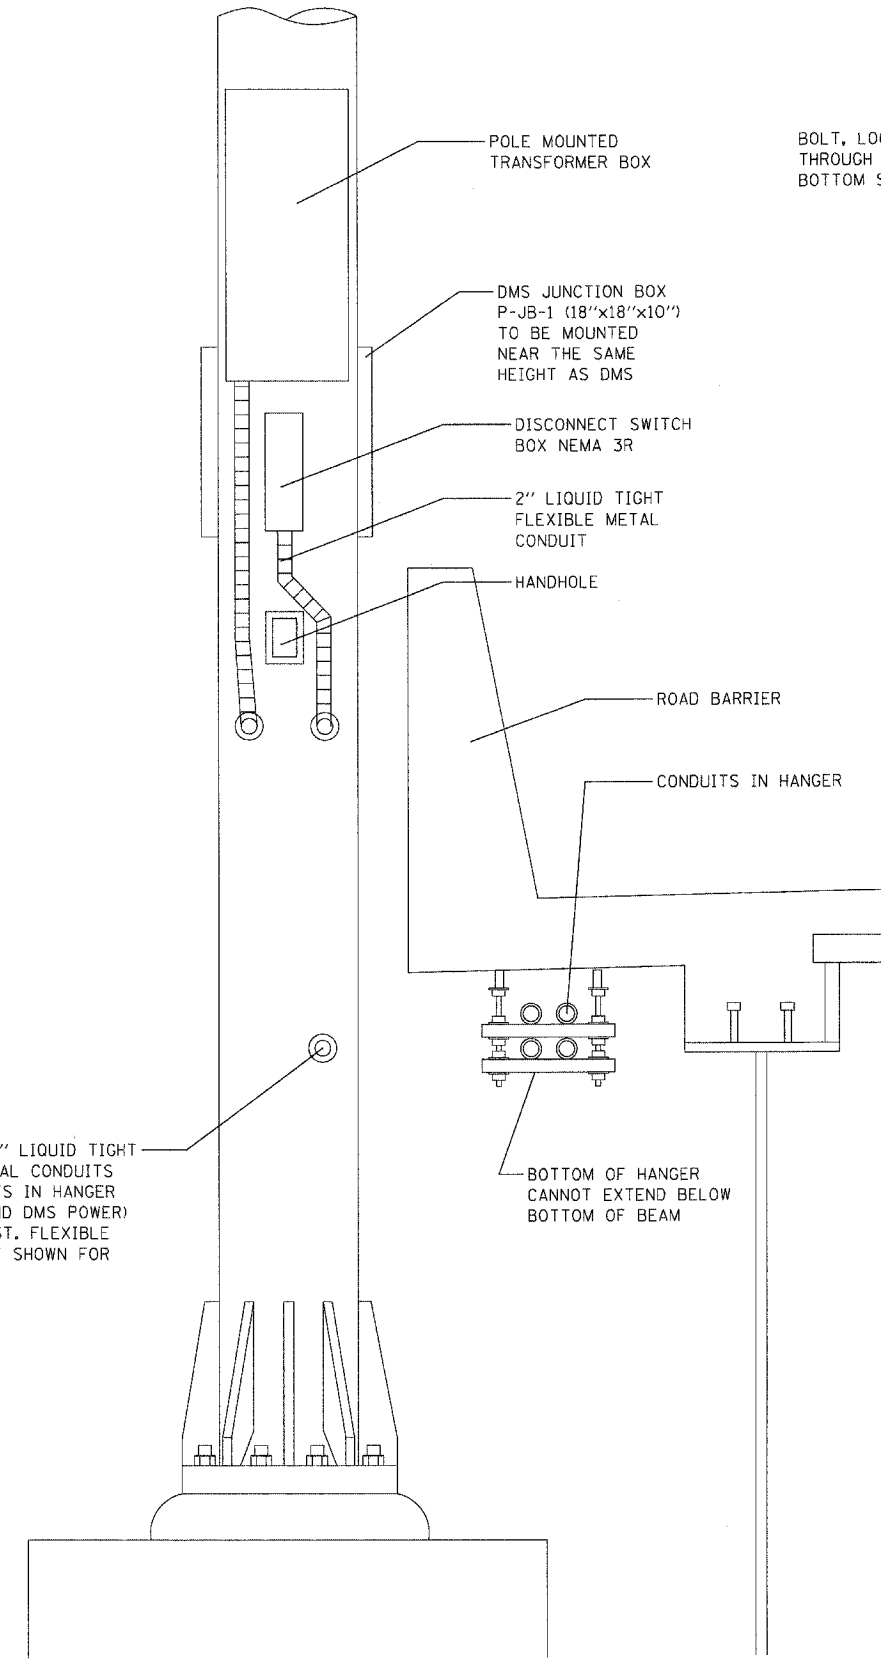 POLE MOUNTED
TRANSFORMER BOX
BOLT,
THROUGH
BOTTOM
DMS JUNCTION BOX
P-JB-1 (18"x18"x10")
TO BE MOUNTED
NEAR THE SAME
HEIGHT AS DMS
DISCONNECT SWITCH
BOX NEMA 3R
2" LIQUID TIGHT
FLEXIBLE METAL
CONDUIT
HANDHOLE
ROAD BARRIER
CONDUITS IN HANGER
" LIQUID TIGHT
AL CONDUITS
S IN HANGER
D DMS POWER)
ST. FLEXIBLE
SHOWN FOR
BOTTOM OF HANGER
CANNOT EXTEND BELOW
BOTTOM OF BEAM